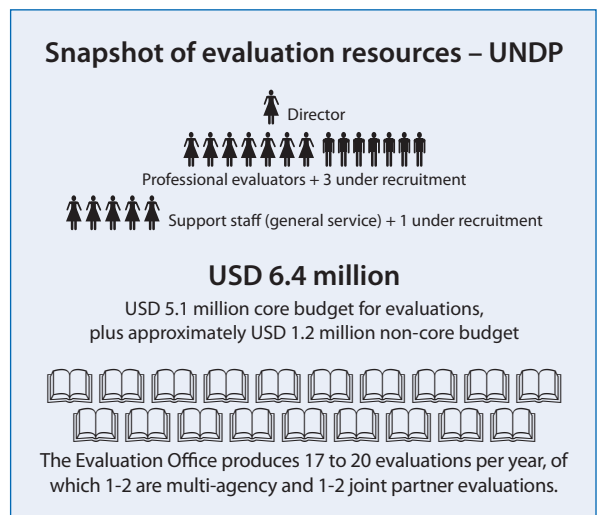 Snapshot of evaluation resources – UNDP
Director
Professional evaluators + 3 under recruitment
Support staff (general service) + 1 under recruitment
USD 6.4 million
USD 5.1 million core budget for evaluations,
plus approximately USD 1.2 million non-core budget
The Evaluation Office produces 17 to 20 evaluations per year, of
which 1-2 are multi-agency and 1-2 joint partner evaluations.